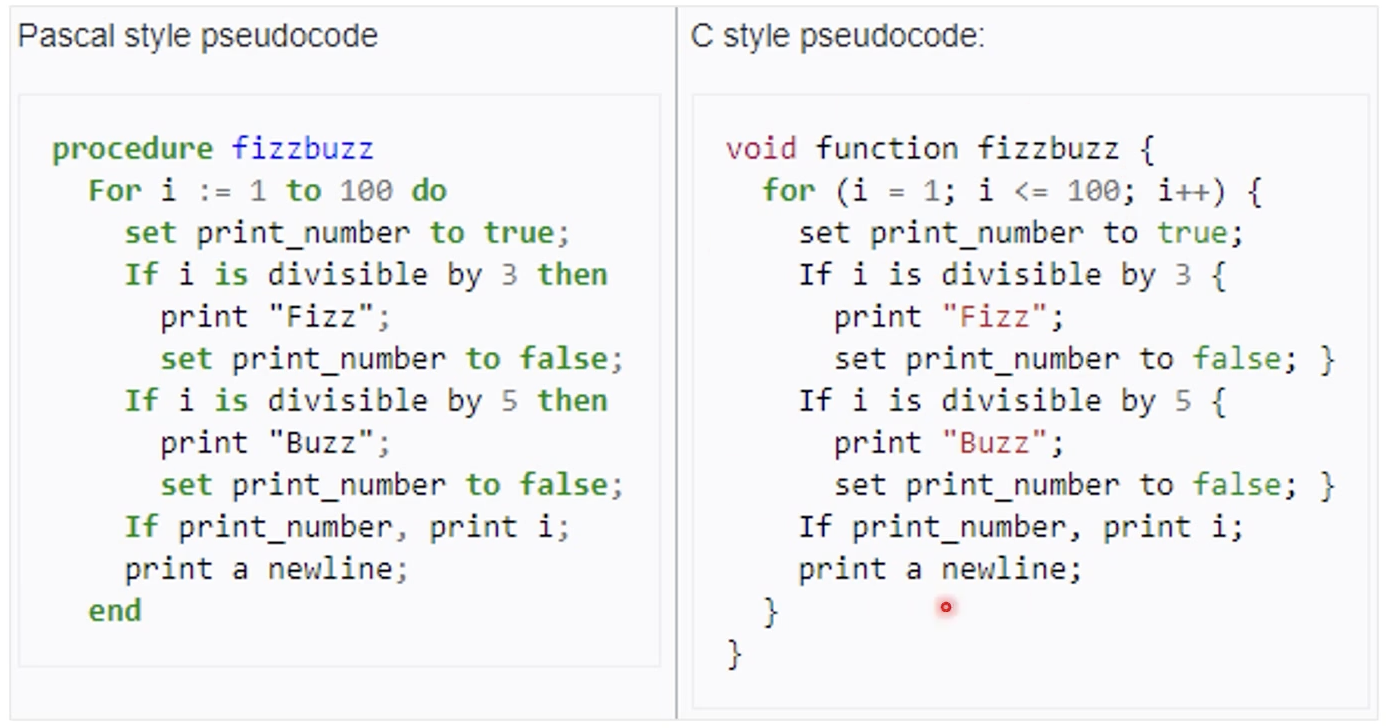 Pascal style pseudocode
procedure fizzbuzz
  For i := 1 to 100 do
    set print_number to true;
    If i is divisible by 3 then
      print "Fizz";
      set print_number to false;
    If i is divisible by 5 then
      print "Buzz";
      set print_number to false;
    If print_number, print i;
    print a newline;
  end
C style pseudocode:
void function fizzbuzz {
  for (i = 1; i <= 100; i++) {
    set print_number to true;
    If i is divisible by 3 {
      print "Fizz";
      set print_number to false; }
    If i is divisible by 5 {
      print "Buzz";
      set print_number to false; }
    If print_number, print i;
    print a newline;
  }
}